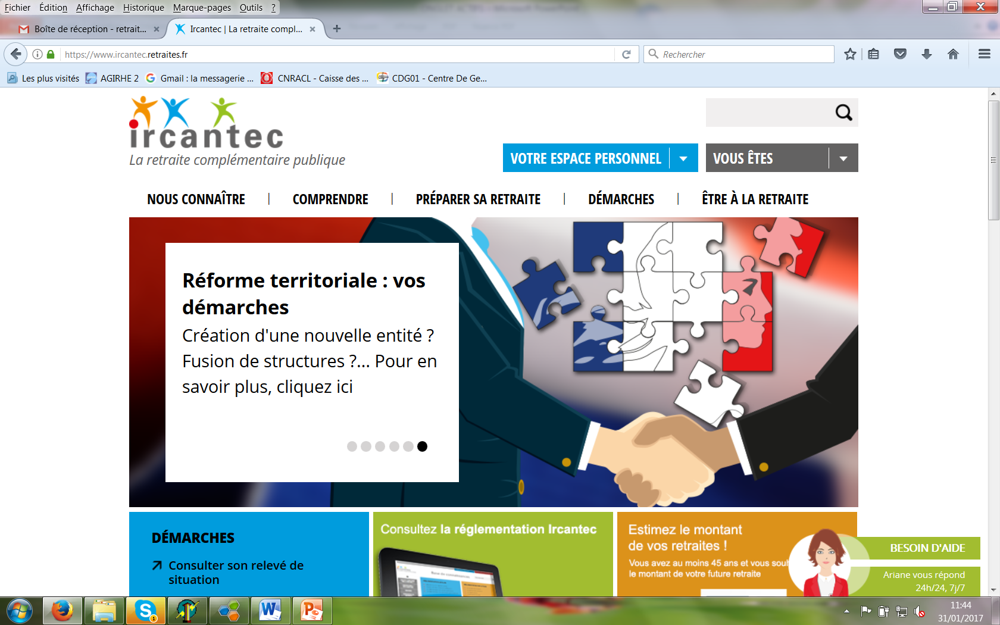 Fichier Édition Affichage Historique Marque-pages Outils ?
Boîte de réception - retrait... Ircantec | La retraite compl...
https://www.ircantec.retraites.fr Rechercher
Les plus visités AGIRHE 2 Gmail : la messagerie ... CNRACL - Caisse des ... CDG01 - Centre De Ge...
ircantec
La retraite complémentaire publique
VOTRE ESPACE PERSONNEL VOUS ÊTES
NOUS CONNAÎTRE COMPRENDRE PRÉPARER SA RETRAITE DÉMARCHES ÊTRE À LA RETRAITE
Réforme territoriale : vos
démarches
Création d'une nouvelle entité ?
Fusion de structures ?... Pour en
savoir plus, cliquez ici
DÉMARCHES
Consulter son relevé de
situation
Consultez la réglementation Ircantec
Estimez le montant
de vos retraites !
Vous avez au moins 45 ans et vous souh
le montant de votre future retraite
BESOIN D'AIDE
Ariane vous répond
24h/24, 7j/7
11:44
31/01/2017